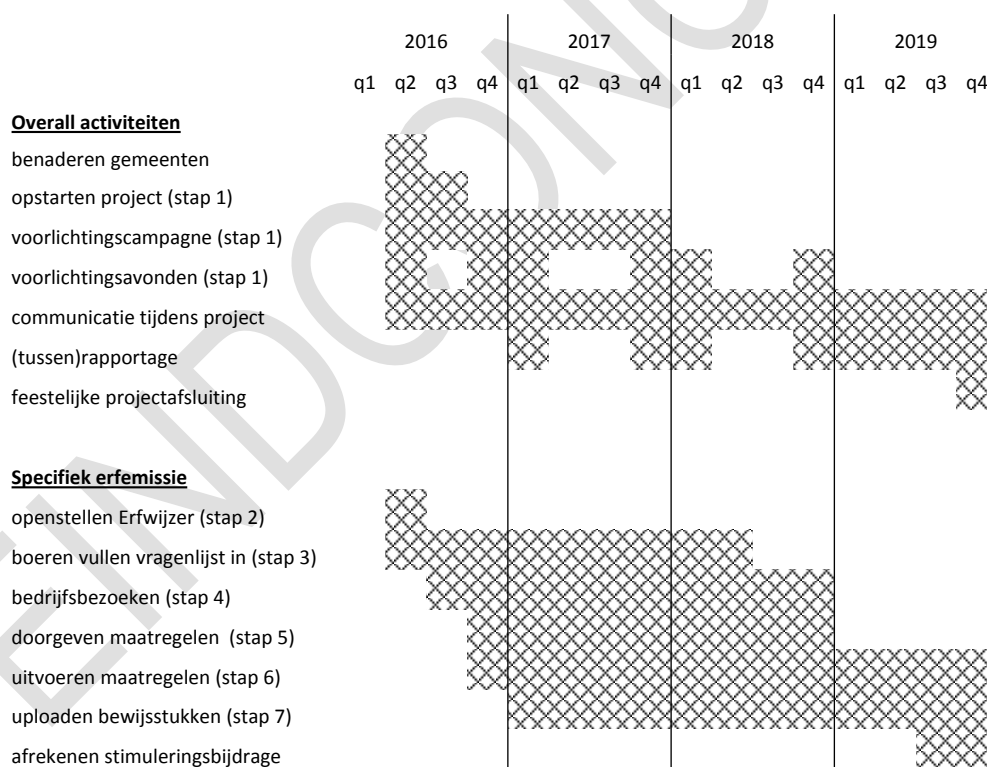 2016 2017 2018 2019
q1 q2 q3 q4 q1 q2 q3 q4 q1 q2 q3 q4 q1 q2 q3 q4
Overall activiteiten
benaderen gemeenten
opstarten project (stap 1)
voorlichtingscampagne (stap 1)
voorlichtingsavonden (stap 1)
communicatie tijdens project
(tussen)rapportage
feestelijke projectafsluiting
Specifiek erfemissie
openstellen Erfwijzer (stap 2)
boeren vullen vragenlijst in (stap 3)
bedrijfsbezoeken (stap 4)
doorgeven maatregelen (stap 5)
uitvoeren maatregelen (stap 6)
uploaden bewijsstukken (stap 7)
afrekenen stimuleringsbijdrage